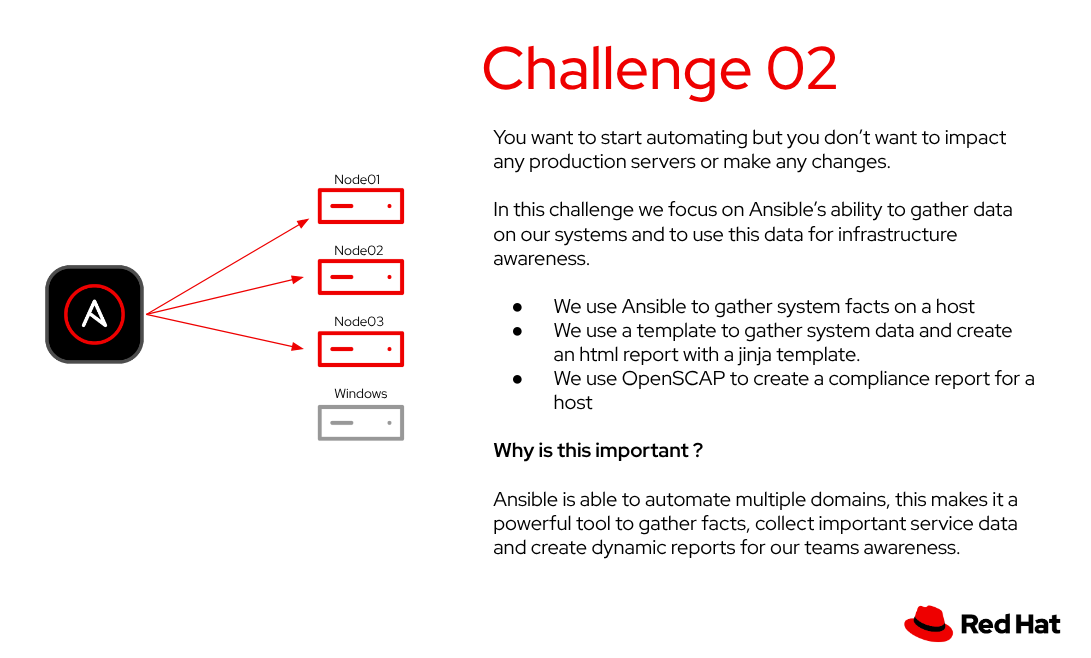 Challenge 02
You want to start automating but you don’t want to impact
any production servers or make any changes.
In this challenge we focus on Ansible’s ability to gather data
on our systems and to use this data for infrastructure
awareness.
● We use Ansible to gather system facts on a host
● We use a template to gather system data and create
an html report with a jinja template.
● We use OpenSCAP to create a compliance report for a
host
Why is this important ?
Ansible is able to automate multiple domains, this makes it a
powerful tool to gather facts, collect important service data
and create dynamic reports for our teams awareness.
Node01
Node02
Node03
Windows
A
Red Hat